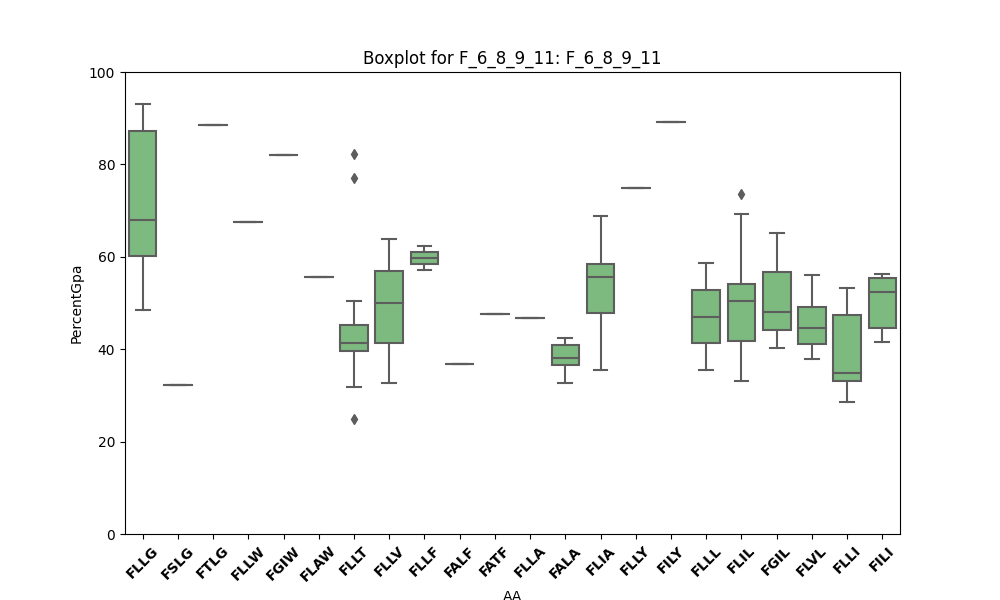 Boxplot for F_6_8_9_11: F_6_8_9_11
100
80
60
40
20
0
PercentGpa
FLLG FSLG FTLG FLLW FGIW FLAW FLLT FLLV FLLF FALF FATF FLLA FALA FLIA FLLY FILY FLLL FLIL FGIL FLVL FLLI FILI
AA